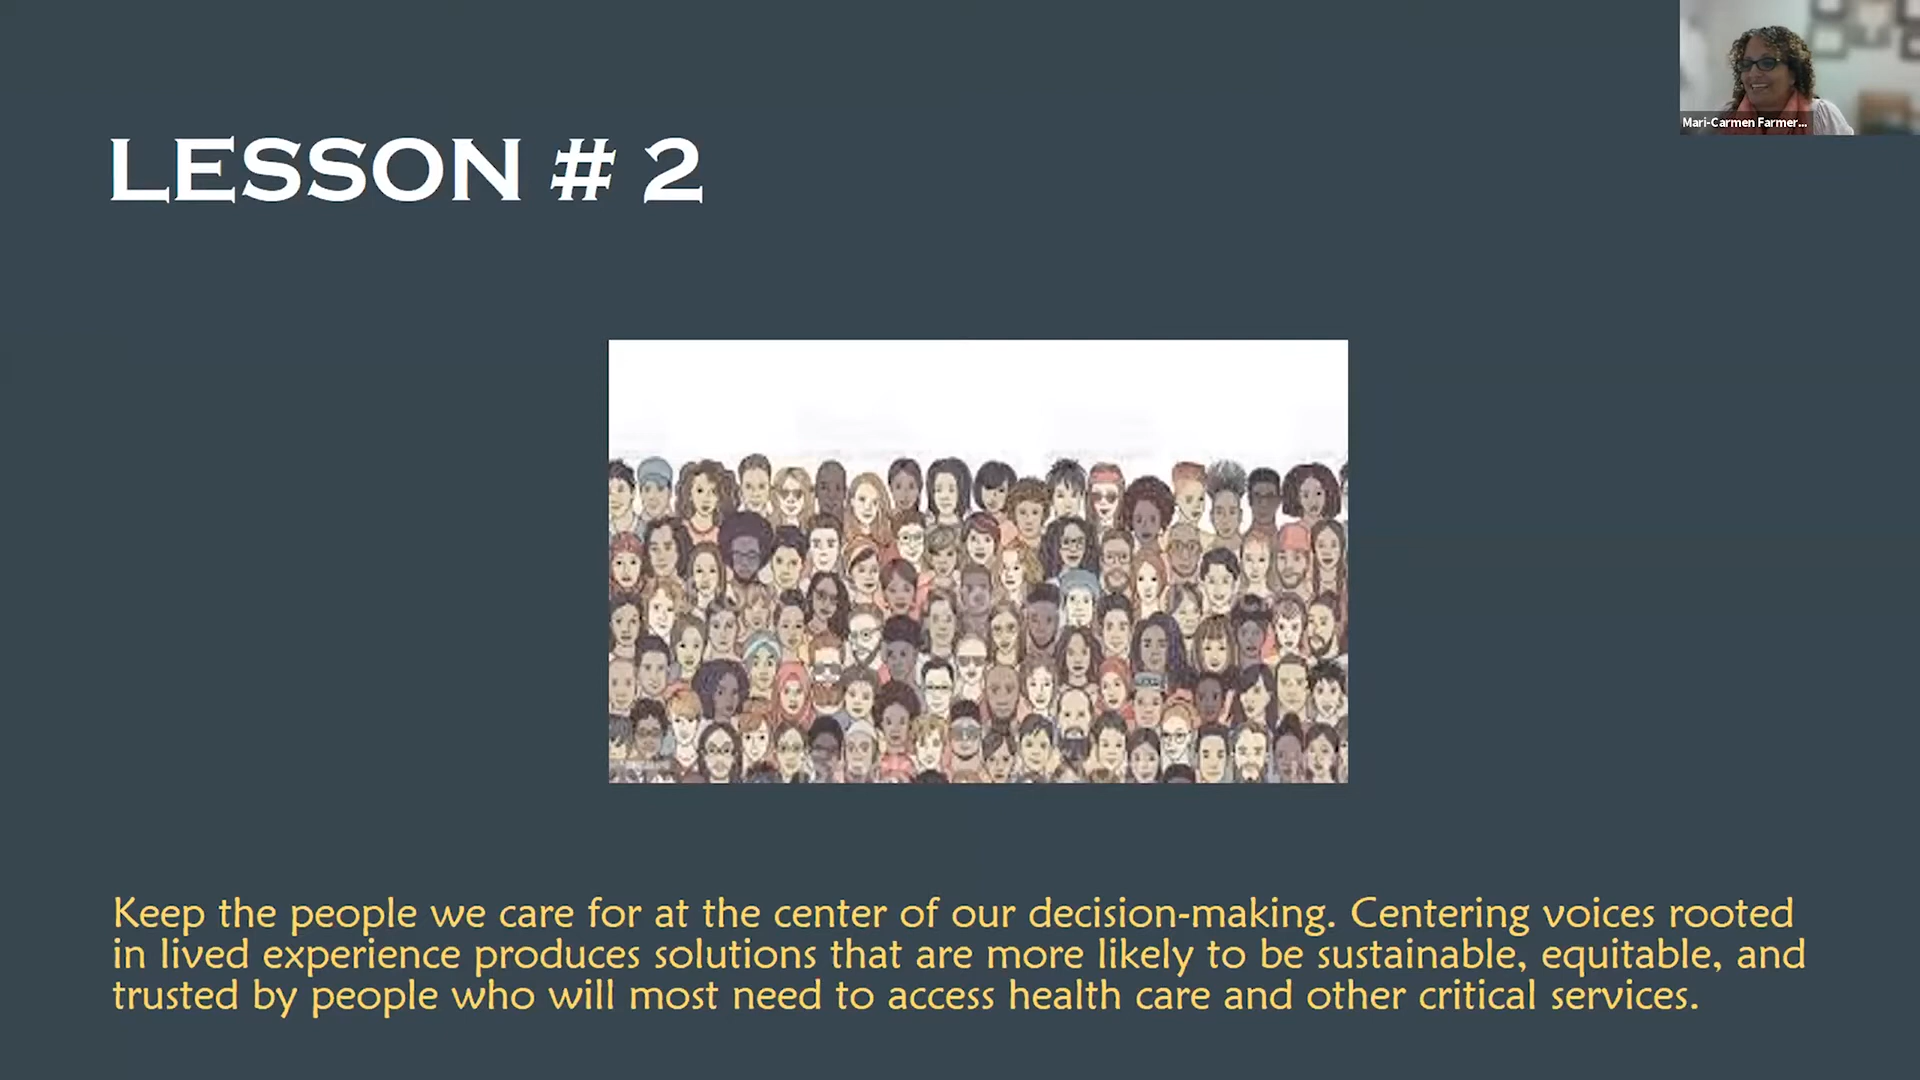 Mari-Carmen Farmer...
LESSON # 2
Keep the people we care for at the center of our decision-making. Centering voices rooted
in lived experience produces solutions that are more likely to be sustainable, equitable, and
trusted by people who will most need to access health care and other critical services.